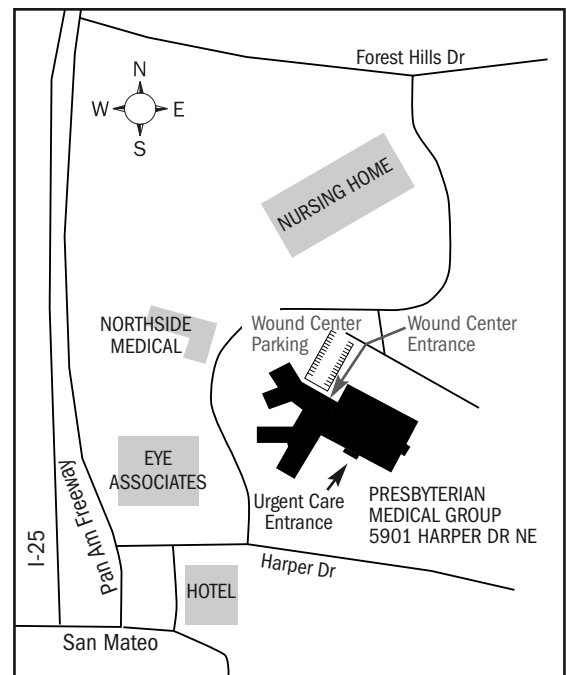 Forest Hills Dr
N
W
E
S
NURSING HOME
NORTHSIDE
MEDICAL
Wound Center
Parking
Wound Center
Entrance
EYE
ASSOCIATES
Urgent Care
Entrance
PRESBYTERIAN
MEDICAL GROUP
5901 HARPER DR NE
I-25
Pan Am Freeway
Harper Dr
HOTEL
San Mateo